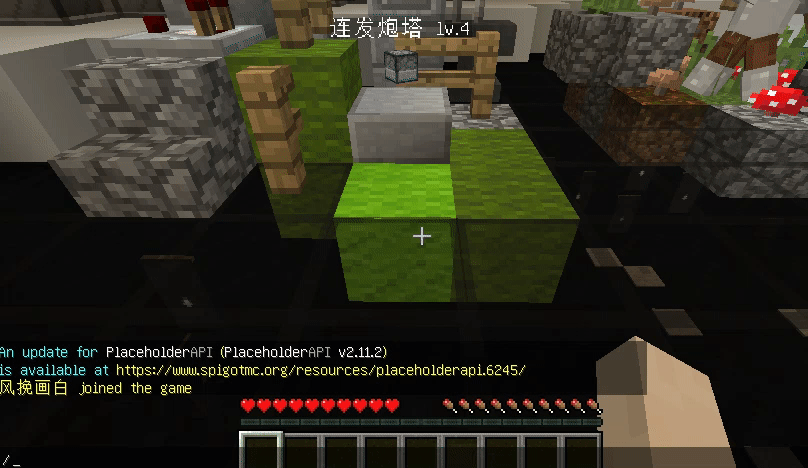 连发炮塔 lv.4
An update for PlaceholderAPI (PlaceholderAPI v2.11.2)
is available at https://www.spigotmc.org/resources/placeholderapi.6245/
风挽画白 joined the game
/_